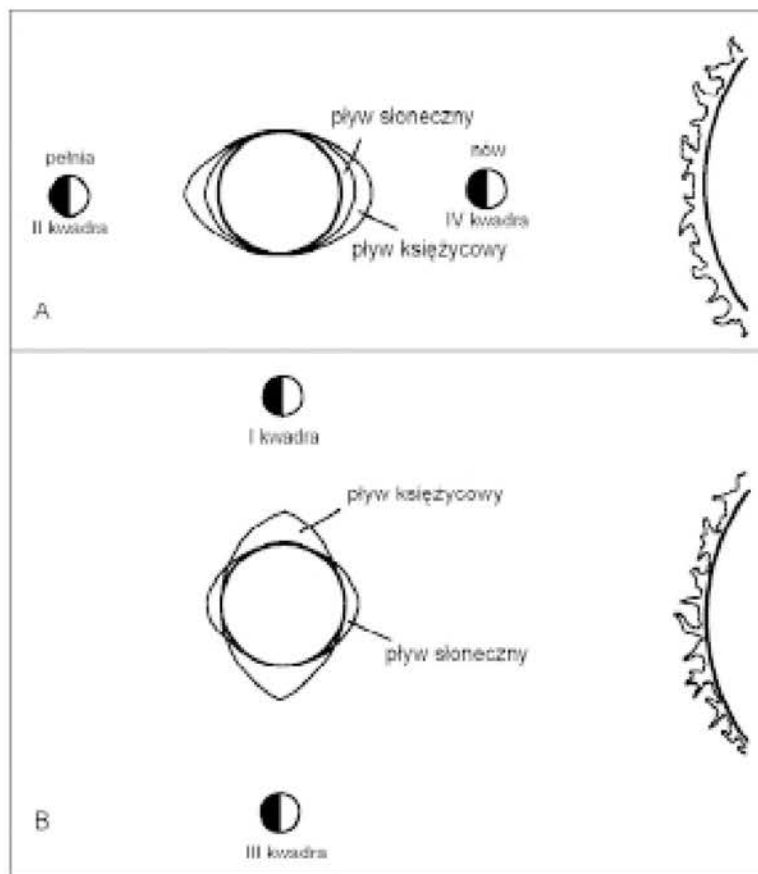 pełnia
II kwadra
pływ słoneczny
nów
IV kwadra
pływ księżycowy
A
I kwadra
pływ księżycowy
pływ słoneczny
B
III kwadra